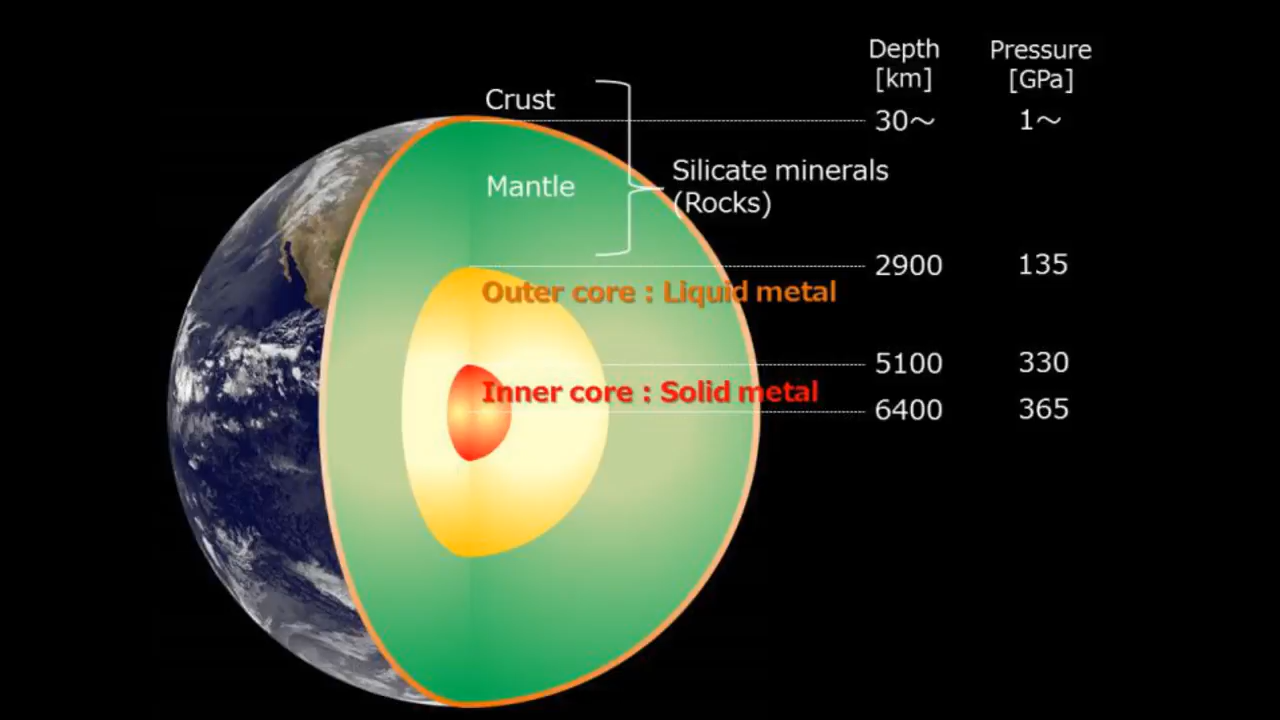 Depth
[km]
Pressure
[GPa]
Crust
30〜
1〜
Mantle
Silicate minerals
(Rocks)
2900
135
Outer core : Liquid metal
5100
330
Inner core : Solid metal
6400
365